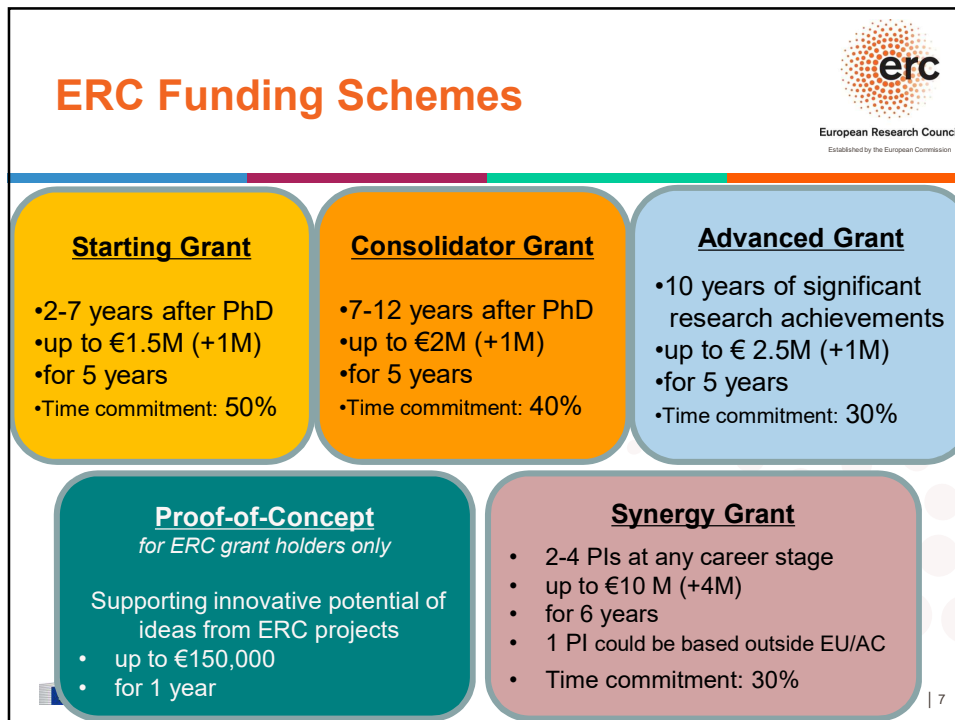 ERC Funding Schemes
erc
European Research Counci
Established by the European Commission
Starting Grant
•2-7 years after PhD
•up to €1.5M (+1M)
•for 5 years
•Time commitment: 50%
Consolidator Grant
•7-12 years after PhD
•up to €2M (+1M)
•for 5 years
•Time commitment: 40%
Advanced Grant
•10 years of significant
research achievements
•up to € 2.5M (+1M)
•for 5 years
•Time commitment: 30%
Proof-of-Concept
for ERC grant holders only
Supporting innovative potential of
ideas from ERC projects
• up to €150,000
• for 1 year
Synergy Grant
• 2-4 PIs at any career stage
• up to €10 M (+4M)
• for 6 years
• 1 PI could be based outside EU/AC
• Time commitment: 30%
| 7